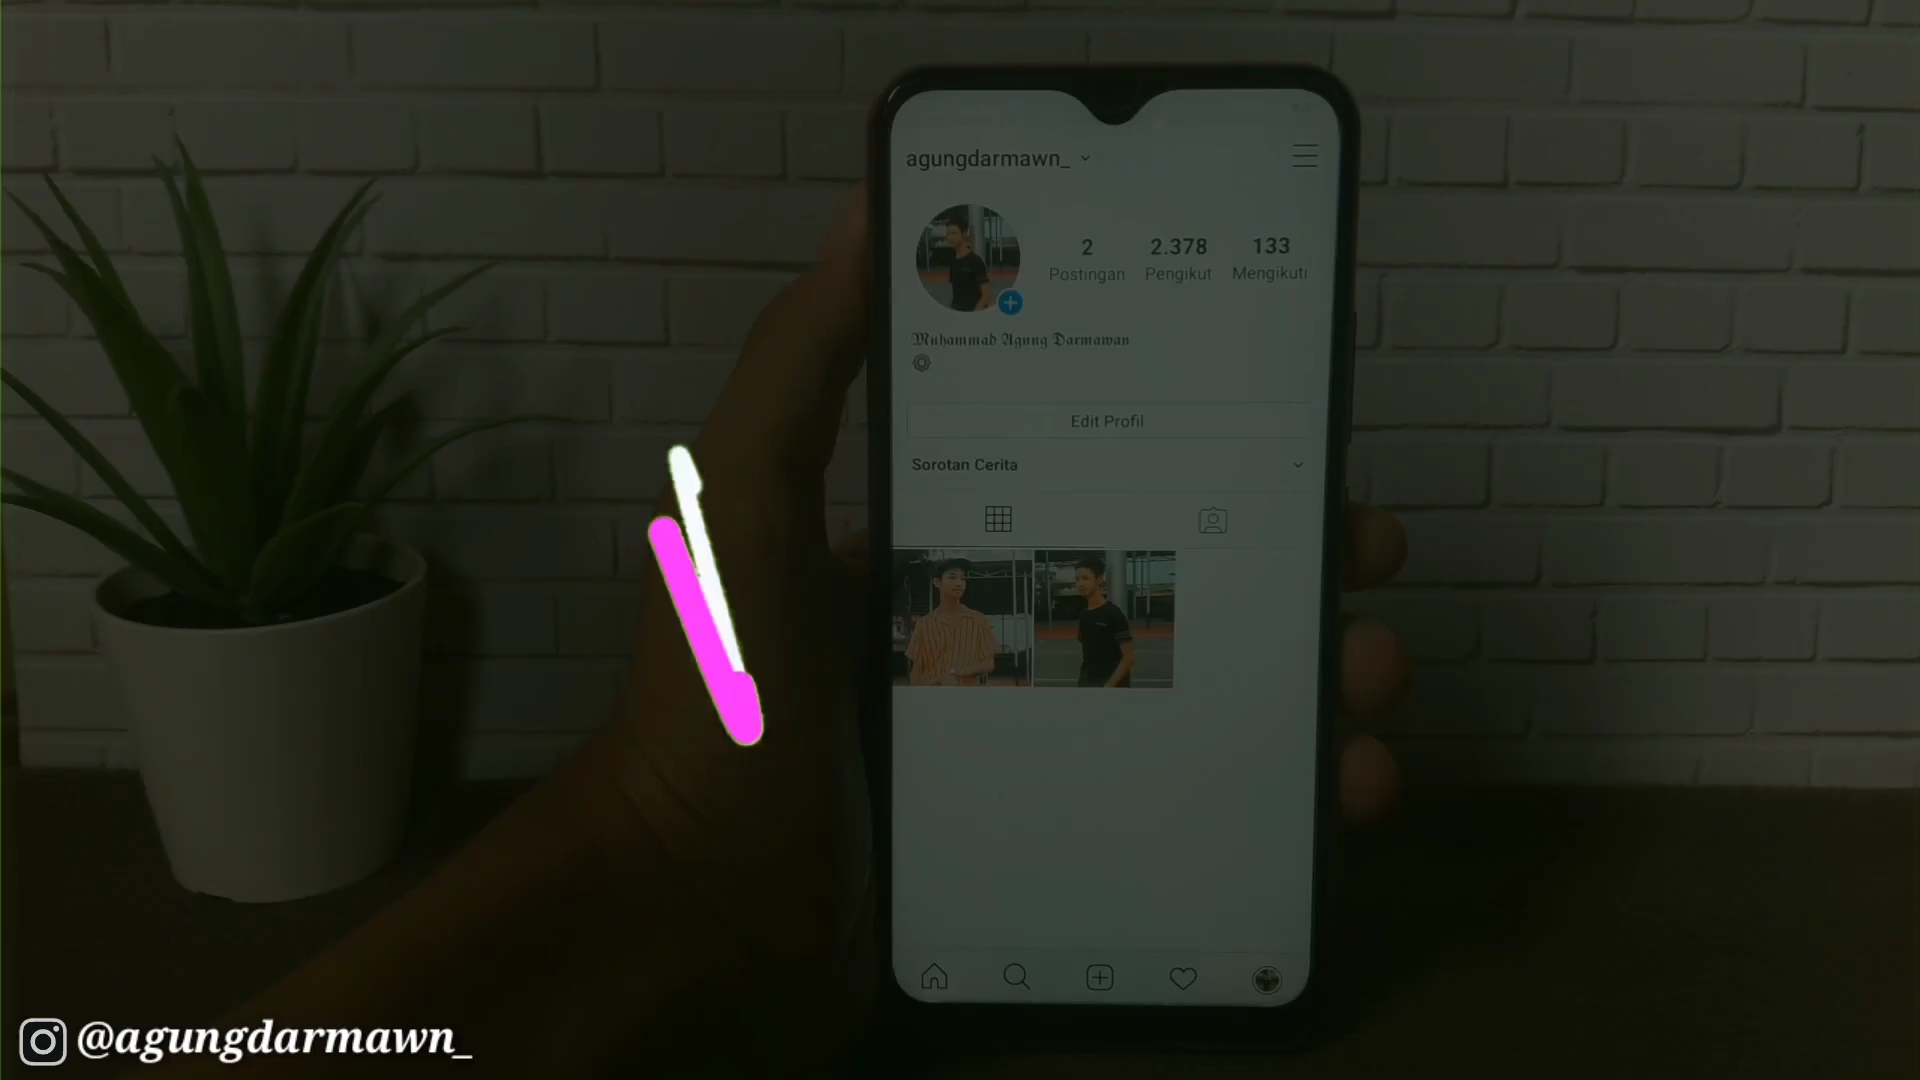 agungdarmawn_
2 2.378 133
Postingan Pengikut Mengikuti
𝔐𝔲𝔥𝔞𝔪𝔪𝔞𝔡 𝔄𝔤𝔲𝔫𝔤 𝔇𝔞𝔯𝔪𝔞𝔴𝔞𝔫
Edit Profil
Sorotan Cerita
@agungdarmawn_